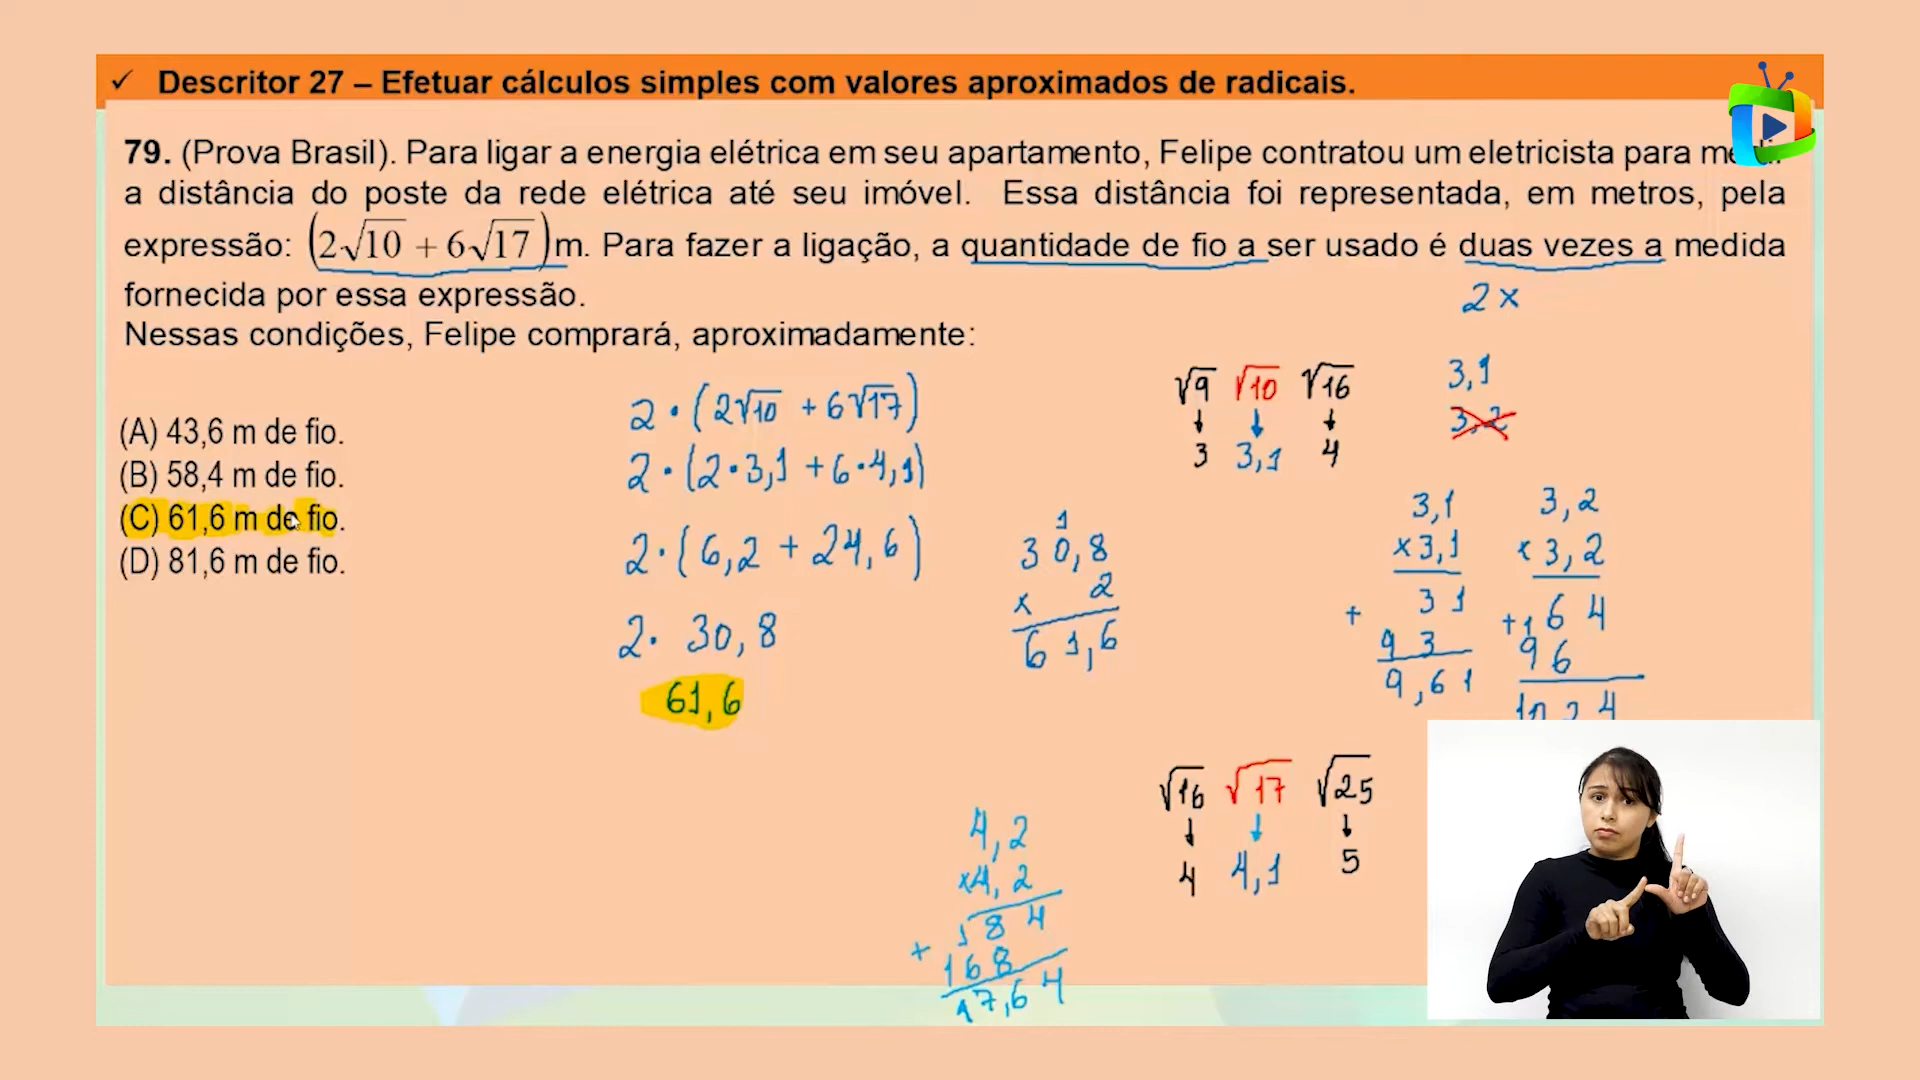 ✓ Descritor 27 – Efetuar cálculos simples com valores aproximados de radicais.
79. (Prova Brasil). Para ligar a energia elétrica em seu apartamento, Felipe contratou um eletricista para
a distância do poste da rede elétrica até seu imóvel. Essa distância foi representada, em metros, pela
expressão: (2√10 + 6√17)m. Para fazer a ligação, a quantidade de fio a ser usado é duas vezes a medida
fornecida por essa expressão.
2 x
Nessas condições, Felipe comprará, aproximadamente:
(A) 43,6 m de fio.
(B) 58,4 m de fio.
(C) 61,6 m de fio.
(D) 81,6 m de fio.
2 · (2√10 + 6√17)
2 · (2·3,1 + 6·4,1)
2 · (6,2 + 24,6)
2 · 30,8
61,6
1
30,8
x 2
61,6
√9 √10 √16
3 3,1 4
3,1
3,2
3,1
x 3,1
31
+ 93
9,61
3,2
x 3,2
64
+ 1
96
1024
√16 √17 √25
4 4,1 5
4,2
x4,2
1
84
+ 168
17,64